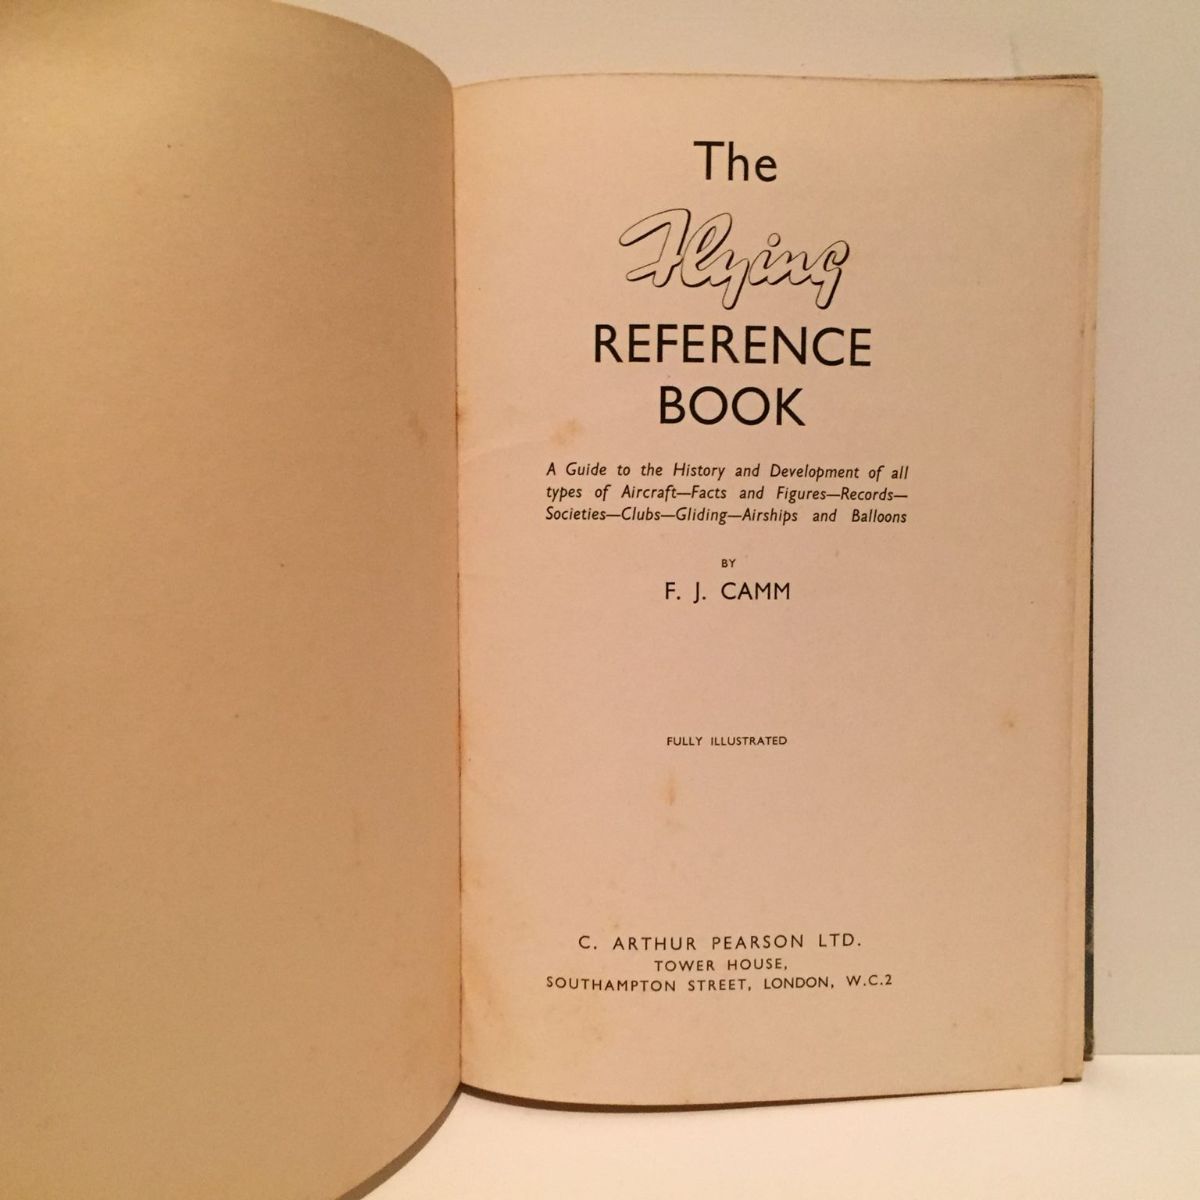 The
Flying
REFERENCE
BOOK
A Guide to the History and Development of all
types of Aircraft—Facts and Figures—Records—
Societies—Clubs—Gliding—Airships and Balloons
BY
F. J. CAMM
FULLY ILLUSTRATED
C. ARTHUR PEARSON LTD.
TOWER HOUSE,
SOUTHAMPTON STREET, LONDON, W.C.2